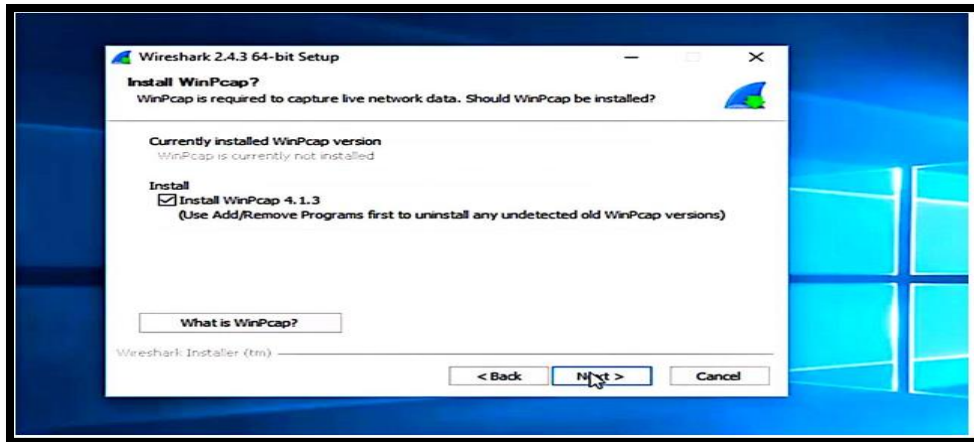 Wireshark 2.4.3 64-bit Setup
Install WinPcap?
WinPcap is required to capture live network data. Should WinPcap be installed?
Currently installed WinPcap version
WinPcap is currently not installed
Install
Install WinPcap 4.1.3
(Use Add/Remove Programs first to uninstall any undetected old WinPcap versions)
What is WinPcap?
Wireshark Installer (tm)
< Back Next > Cancel